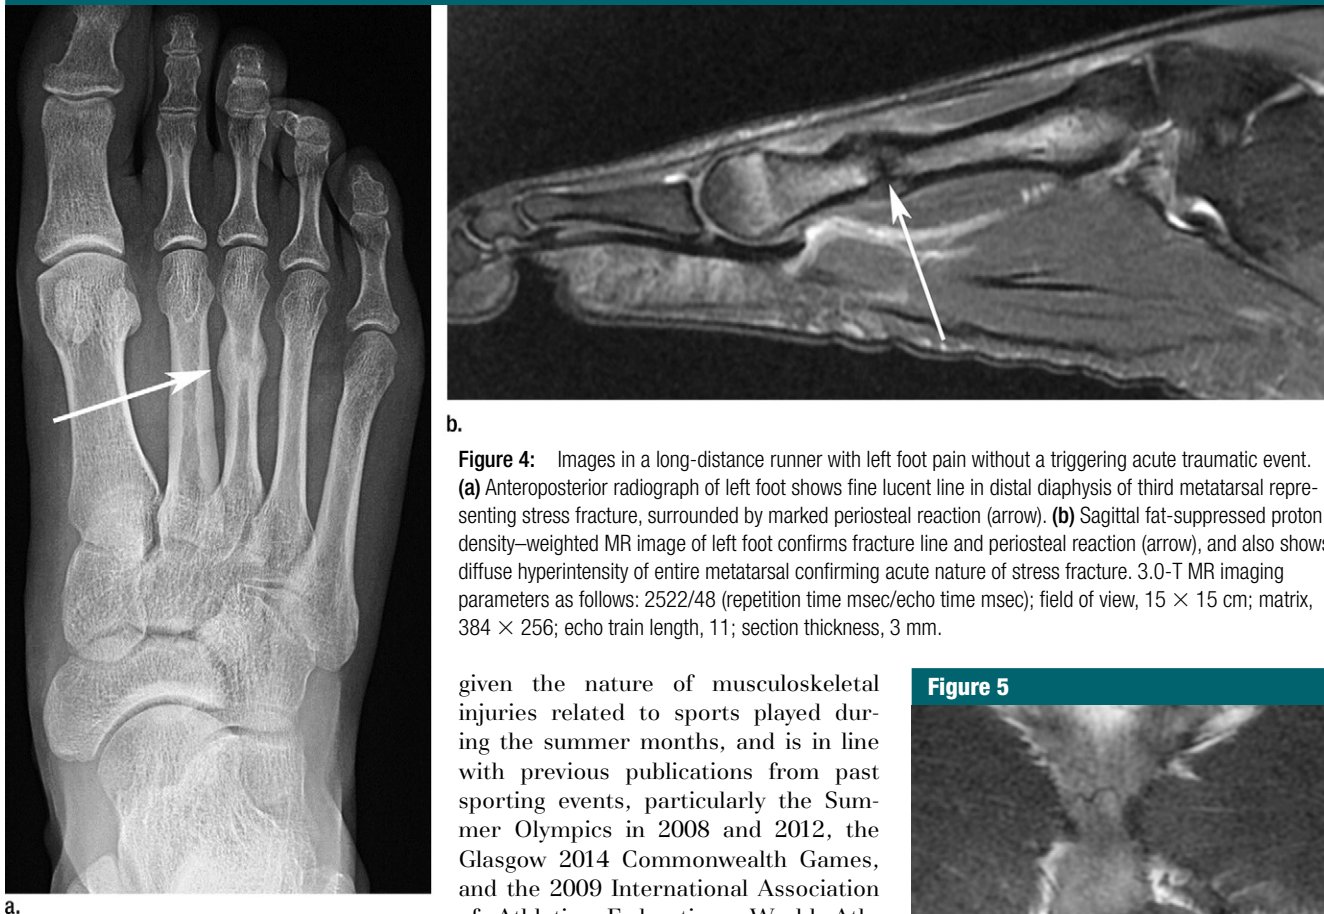 a.
b.
Figure 4: Images in a long-distance runner with left foot pain without a triggering acute traumatic event.
(a) Anteroposterior radiograph of left foot shows fine lucent line in distal diaphysis of third metatarsal repre-
senting stress fracture, surrounded by marked periosteal reaction (arrow). (b) Sagittal fat-suppressed proton
density–weighted MR image of left foot confirms fracture line and periosteal reaction (arrow), and also shows
diffuse hyperintensity of entire metatarsal confirming acute nature of stress fracture. 3.0-T MR imaging
parameters as follows: 2522/48 (repetition time msec/echo time msec); field of view, 15 × 15 cm; matrix,
384 × 256; echo train length, 11; section thickness, 3 mm.
given the nature of musculoskeletal
injuries related to sports played dur-
ing the summer months, and is in line
with previous publications from past
sporting events, particularly the Sum-
mer Olympics in 2008 and 2012, the
Glasgow 2014 Commonwealth Games,
and the 2009 International Association
of Athletics Federations World Ath-
Figure 5